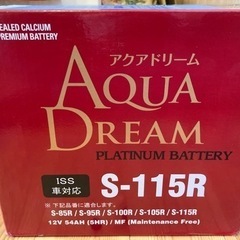 SEALED CALCIUM
PREMIUM BATTERY
アクアドリーム
AQUA
DREAM
PLATINUM BATTERY
ISS
車対応
S-115R
※ 下記品番に適合します。
S-85R / S-95R / S-100R / S-105R / S-115R
12V 54AH (5HR) / MF (Maintenance Free)